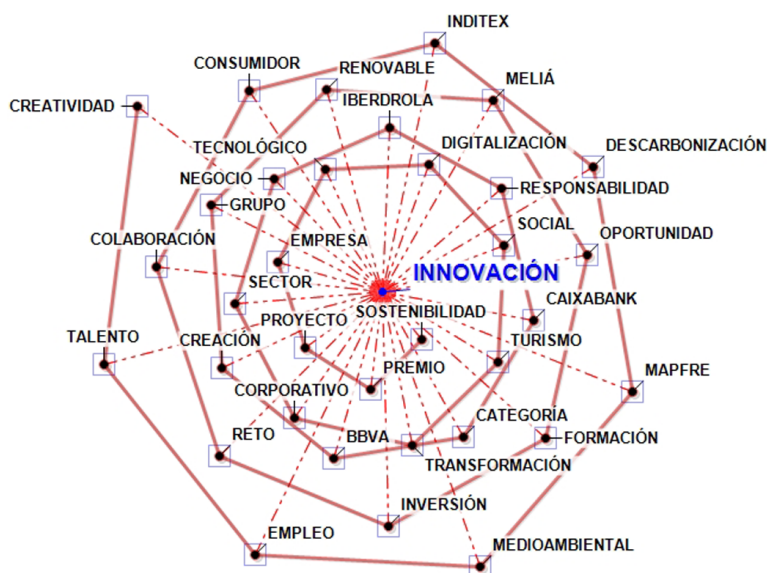 INDITEX
CONSUMIDOR
RENOVABLE
MELIÁ
CREATIVIDAD
IBERDROLA
TECNOLÓGICO
DIGITALIZACIÓN
DESCARBONIZACIÓN
NEGOCIO
RESPONSABILIDAD
GRUPO
SOCIAL
COLABORACIÓN
EMPRESA
OPORTUNIDAD
INNOVACIÓN
SECTOR
CAIXABANK
SOSTENIBILIDAD
PROYECTO
TALENTO
CREACIÓN
TURISMO
PREMIO
MAPFRE
CORPORATIVO
CATEGORÍA
RETO
BBVA
FORMACIÓN
TRANSFORMACIÓN
INVERSIÓN
EMPLEO
MEDIOAMBIENTAL